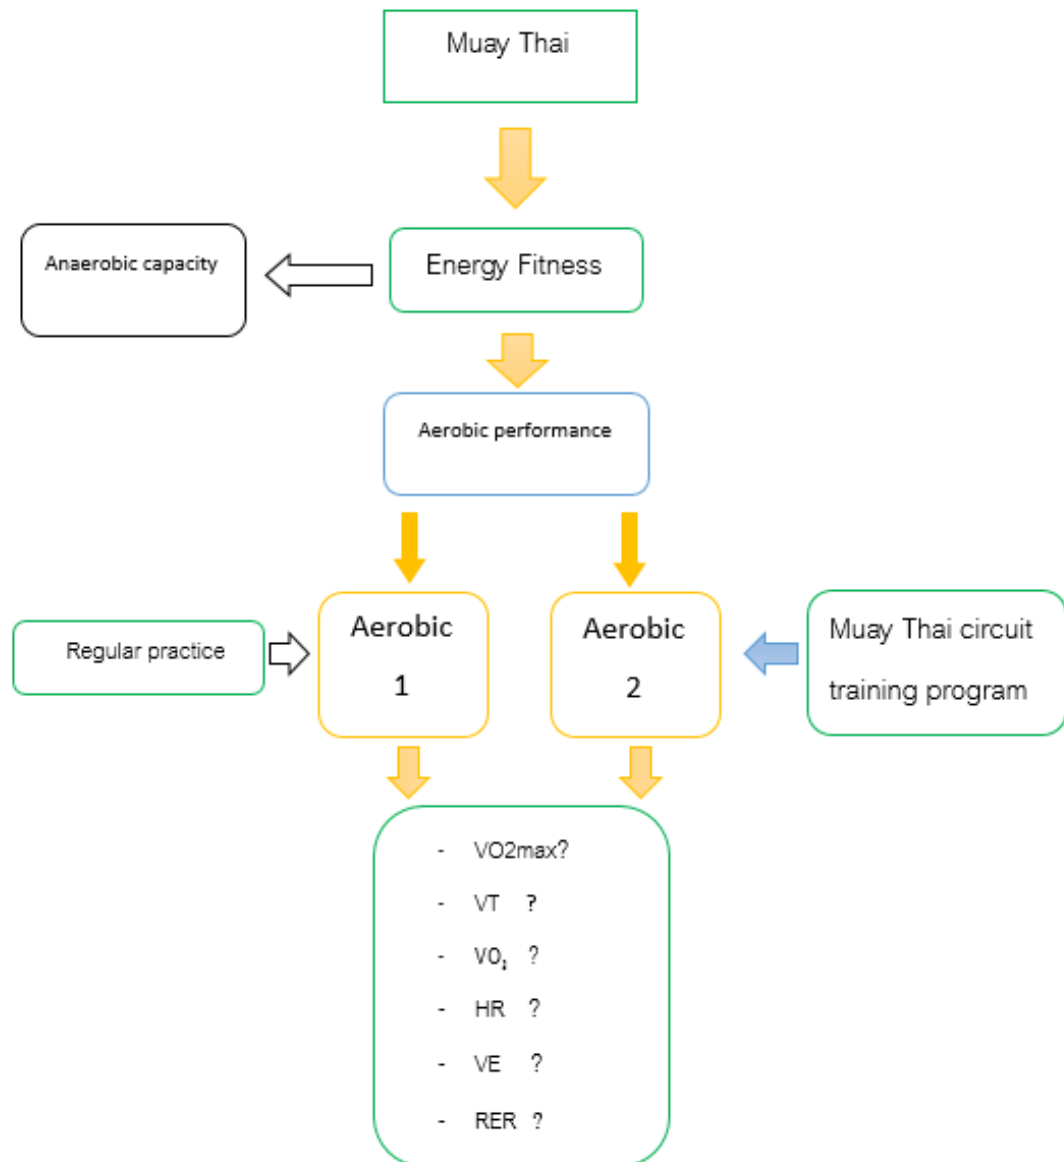 Muay Thai
Anaerobic capacity
Energy Fitness
Aerobic performance
Regular practice
Aerobic
1
Aerobic
2
Muay Thai circuit
training program
- VO2max?
- VT ?
- VO₂ ?
- HR ?
- VE ?
- RER ?